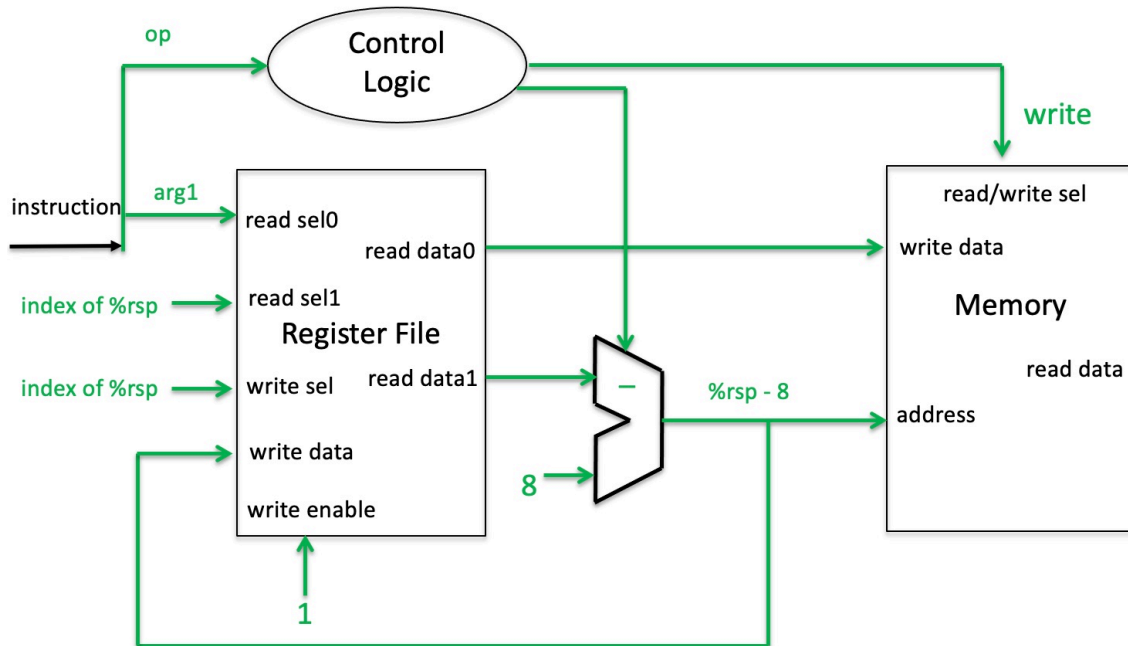 op
Control
Logic
write
instruction
arg1
read sel0
read data0
read/write sel
write data
index of %rsp
read sel1
Register File
Memory
index of %rsp
write sel
read data1
–
%rsp - 8
read data
write data
address
8
write enable
1